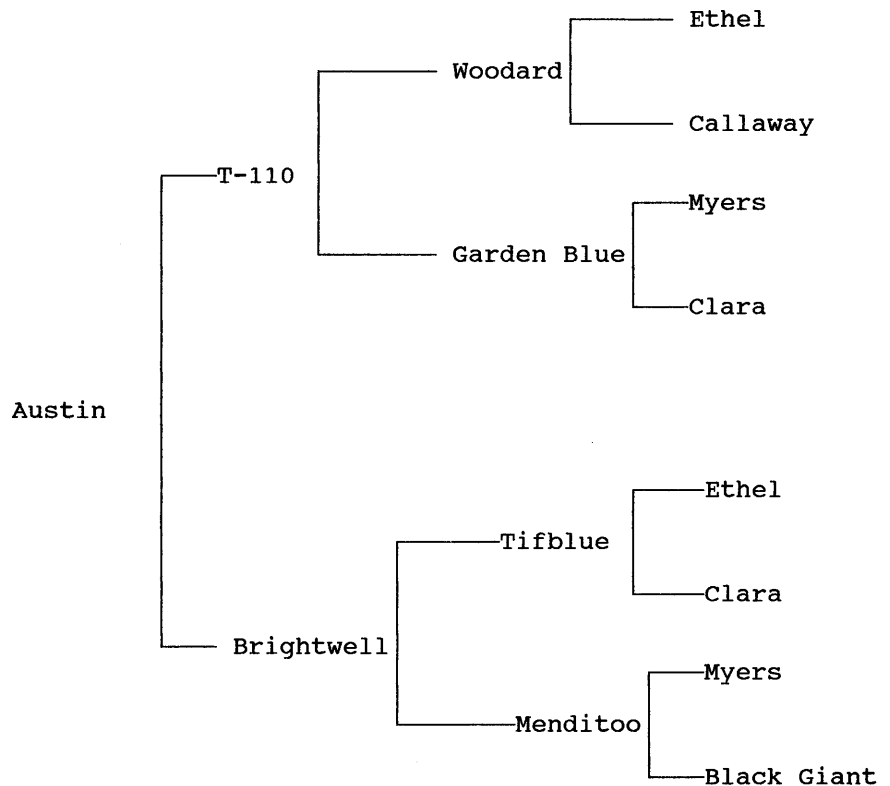 Ethel
Woodard
Callaway
T-110
Myers
Garden Blue
Clara
Austin
Ethel
Tifblue
Clara
Brightwell
Myers
Menditoo
Black Giant